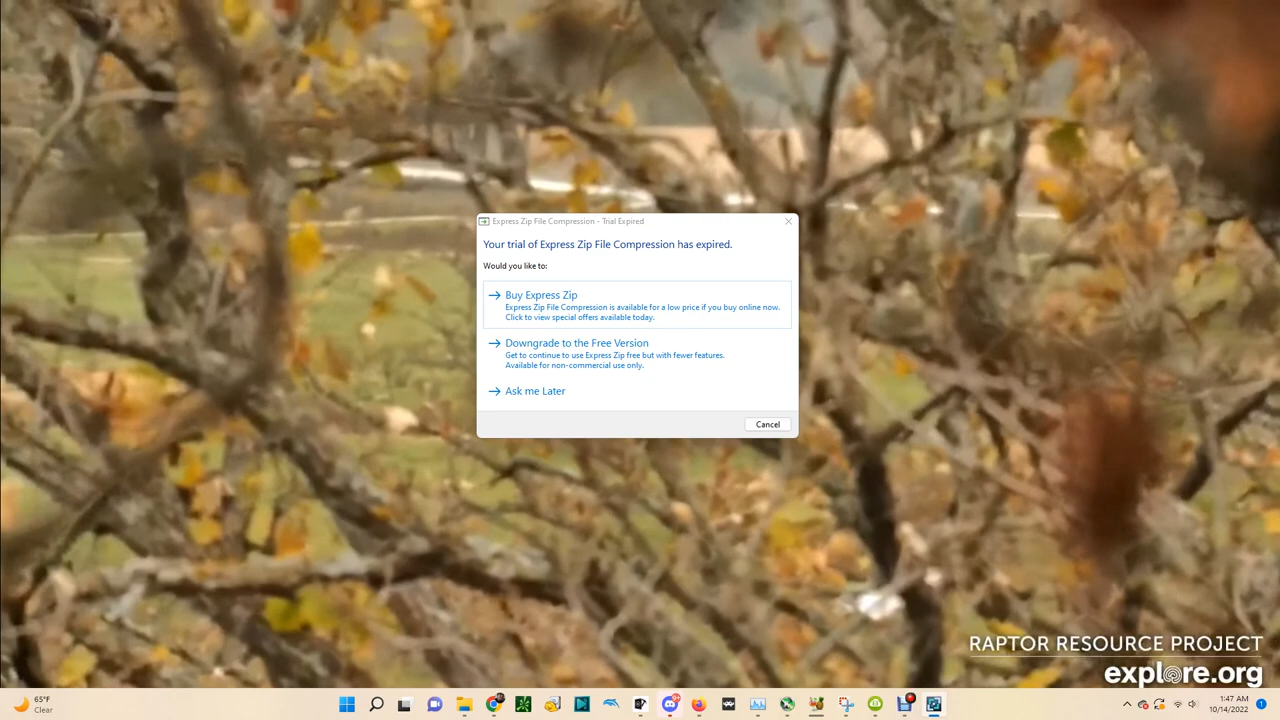 Express Zip File Compression - Trial Expired
Your trial of Express Zip File Compression has expired.
Would you like to:
Buy Express Zip
Express Zip File Compression is available for a low price if you buy online now.
Click to view special offers available today.
Downgrade to the Free Version
Get to continue to use Express Zip free but with fewer features.
Available for non-commercial use only.
Ask me Later
Cancel
RAPTOR RESOURCE PROJECT
explore.org
65°F
Clear
9+
1:47 AM
10/14/2022
1